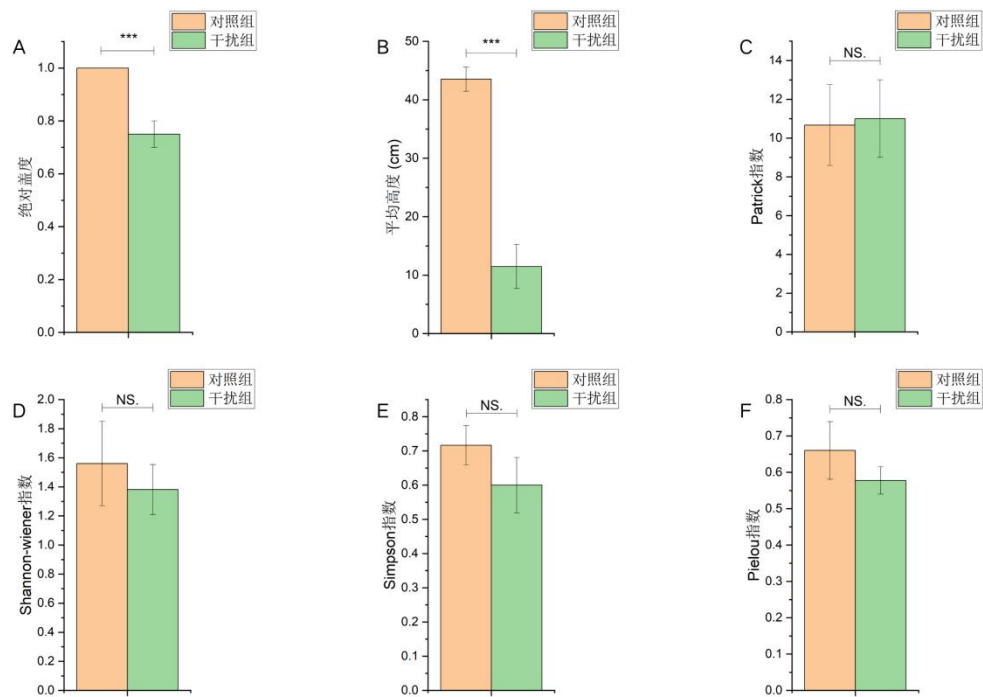 A
对照组
干扰组
***
绝对盖度
1.0
0.8
0.6
0.4
0.2
0.0
B
对照组
干扰组
***
平均高度 (cm)
50
40
30
20
10
0
C
对照组
干扰组
NS.
Patrick指数
14
12
10
8
6
4
2
0
D
对照组
干扰组
NS.
Shannon-wiener指数
2.0
1.8
1.6
1.4
1.2
1.0
0.8
0.6
0.4
0.2
0.0
E
对照组
干扰组
NS.
Simpson指数
0.8
0.7
0.6
0.5
0.4
0.3
0.2
0.1
0.0
F
对照组
干扰组
NS.
Pielou指数
0.8
0.7
0.6
0.5
0.4
0.3
0.2
0.1
0.0